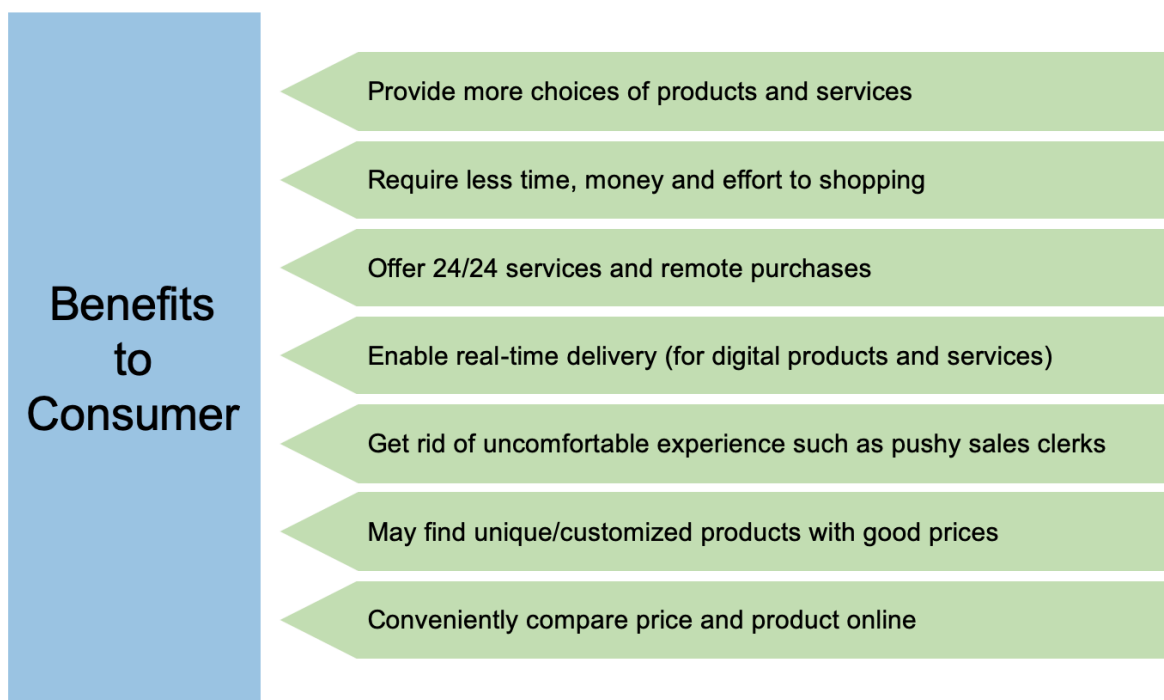 Benefits
to
Consumer
Provide more choices of products and services
Require less time, money and effort to shopping
Offer 24/24 services and remote purchases
Enable real-time delivery (for digital products and services)
Get rid of uncomfortable experience such as pushy sales clerks
May find unique/customized products with good prices
Conveniently compare price and product online